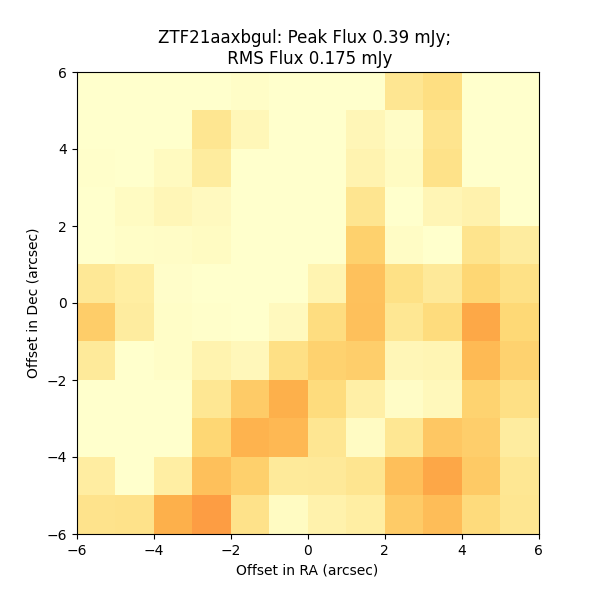 ZTF21aaxbgul: Peak Flux 0.39 mJy;
RMS Flux 0.175 mJy
6
4
2
0
−2
−4
−6
Offset in Dec (arcsec)
−6 −4 −2 0 2 4 6
Offset in RA (arcsec)